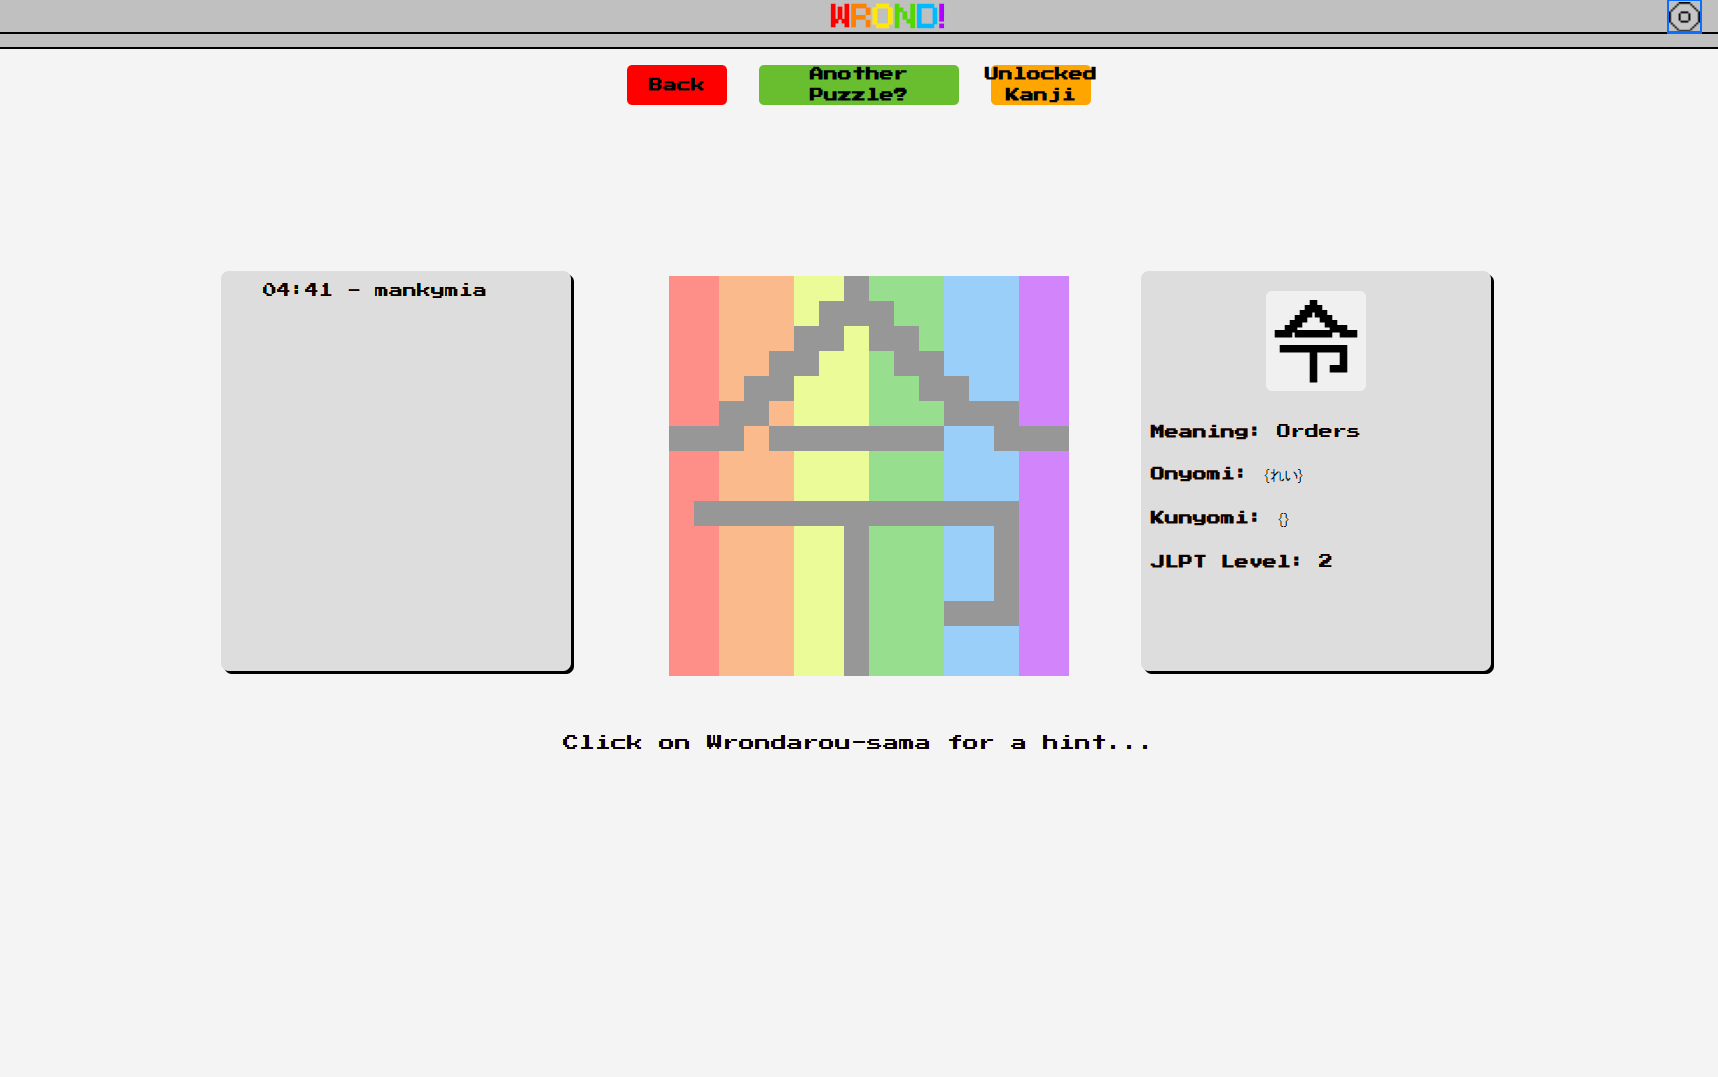 WROND!
Back
Another
Puzzle?
Unlocked
Kanji
04:41 - mankymia
令
Meaning: Orders
Onyomi: {れい}
Kunyomi: {}
JLPT Level: 2
Click on Wrondarou-sama for a hint...